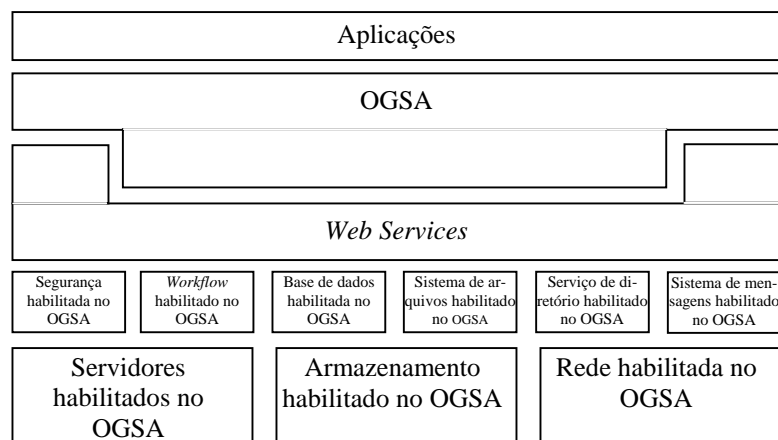 Aplicações
OGSA
Web Services
Segurança
habilitada no
OGSA
Workflow
habilitado no
OGSA
Base de dados
habilitada no
OGSA
Sistema de ar-
quivos habilitado
no OGSA
Serviço de di-
retório habilitado
no OGSA
Sistema de men-
sagens habilitado
no OGSA
Servidores
habilitados no
OGSA
Armazenamento
habilitado no OGSA
Rede habilitada no
OGSA